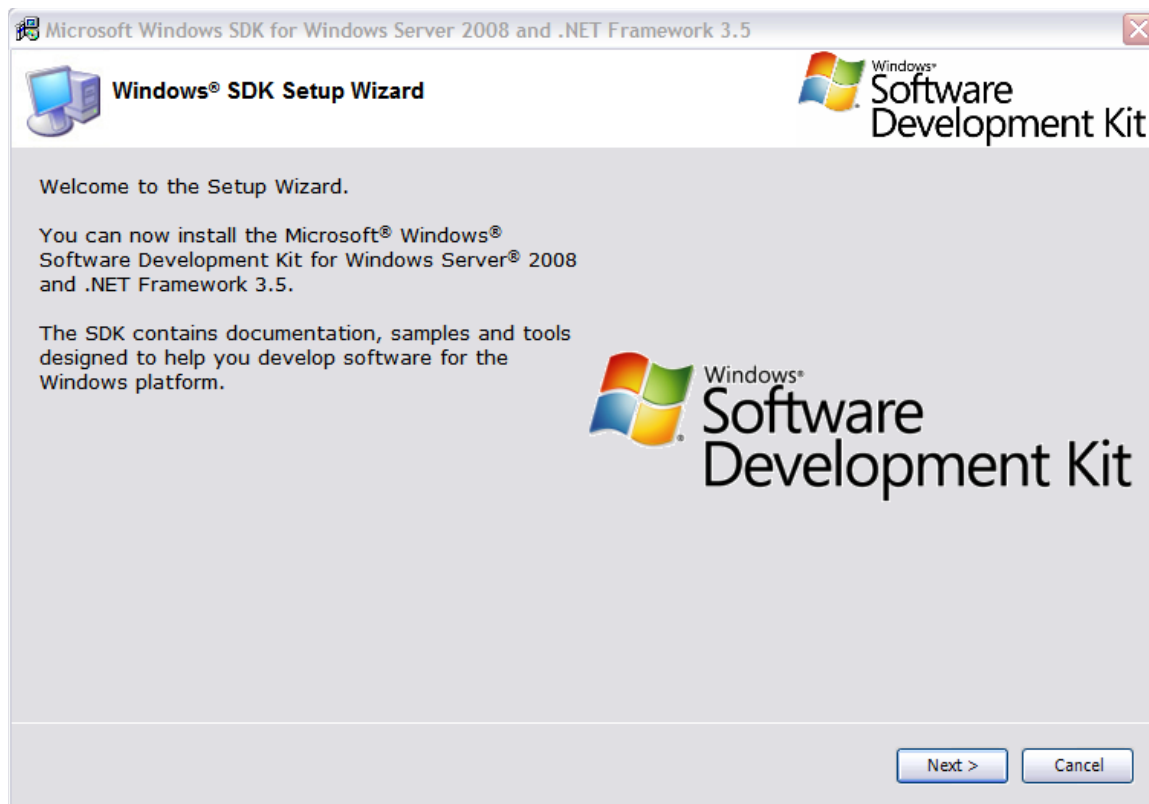 Microsoft Windows SDK for Windows Server 2008 and .NET Framework 3.5
Windows® SDK Setup Wizard
Windows®
Software
Development Kit
Welcome to the Setup Wizard.
You can now install the Microsoft® Windows®
Software Development Kit for Windows Server® 2008
and .NET Framework 3.5.
The SDK contains documentation, samples and tools
designed to help you develop software for the
Windows platform.
Windows®
Software
Development Kit
Next >
Cancel